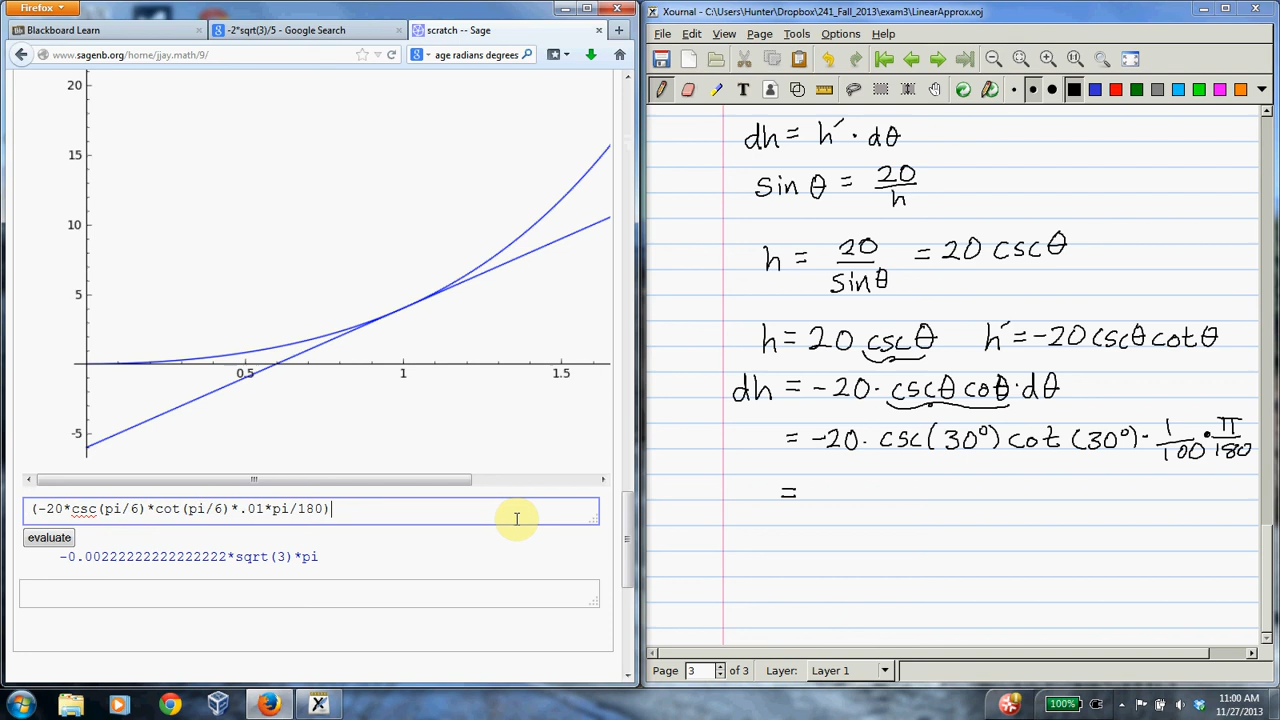 Firefox
Blackboard Learn
-2*sqrt(3)/5 - Google Search
scratch -- Sage
www.sagenb.org/home/jjay.math/9/
age radians degrees
20
15
10
5
0.5
1
1.5
-5
(-20*csc(pi/6)*cot(pi/6)*.01*pi/180)
evaluate
-0.00222222222222222*sqrt(3)*pi
Xournal - C:\Users\Hunter\Dropbox\241_Fall_2013\exam3\LinearApprox.xoj
File Edit View Page Tools Options Help
dh = h′ · dθ
sin θ = 20/h
h = 20/sinθ = 20 cscθ
h = 20 cscθ h′ = -20 cscθ cotθ
dh = -20 · cscθ cotθ · dθ
= -20 · csc(30°) cot(30°) · 1/100 · π/180
=
Page 3 of 3 Layer: Layer 1
100%
11:00 AM
11/27/2013